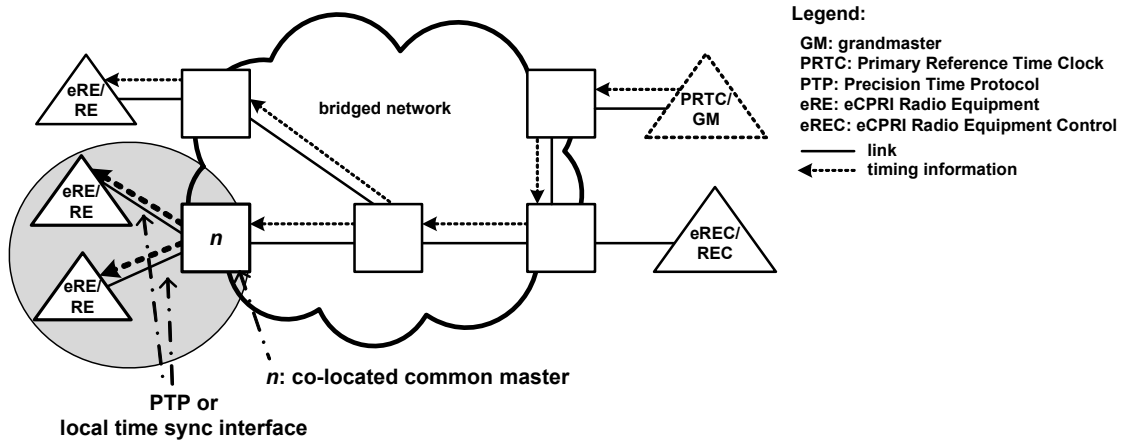 Legend:
GM: grandmaster
PRTC: Primary Reference Time Clock
PTP: Precision Time Protocol
eRE: eCPRI Radio Equipment
eREC: eCPRI Radio Equipment Control
link
timing information
bridged network
eRE/
RE
PRTC/
GM
eRE/
RE
n
eREC/
REC
eRE/
RE
n: co-located common master
PTP or
local time sync interface